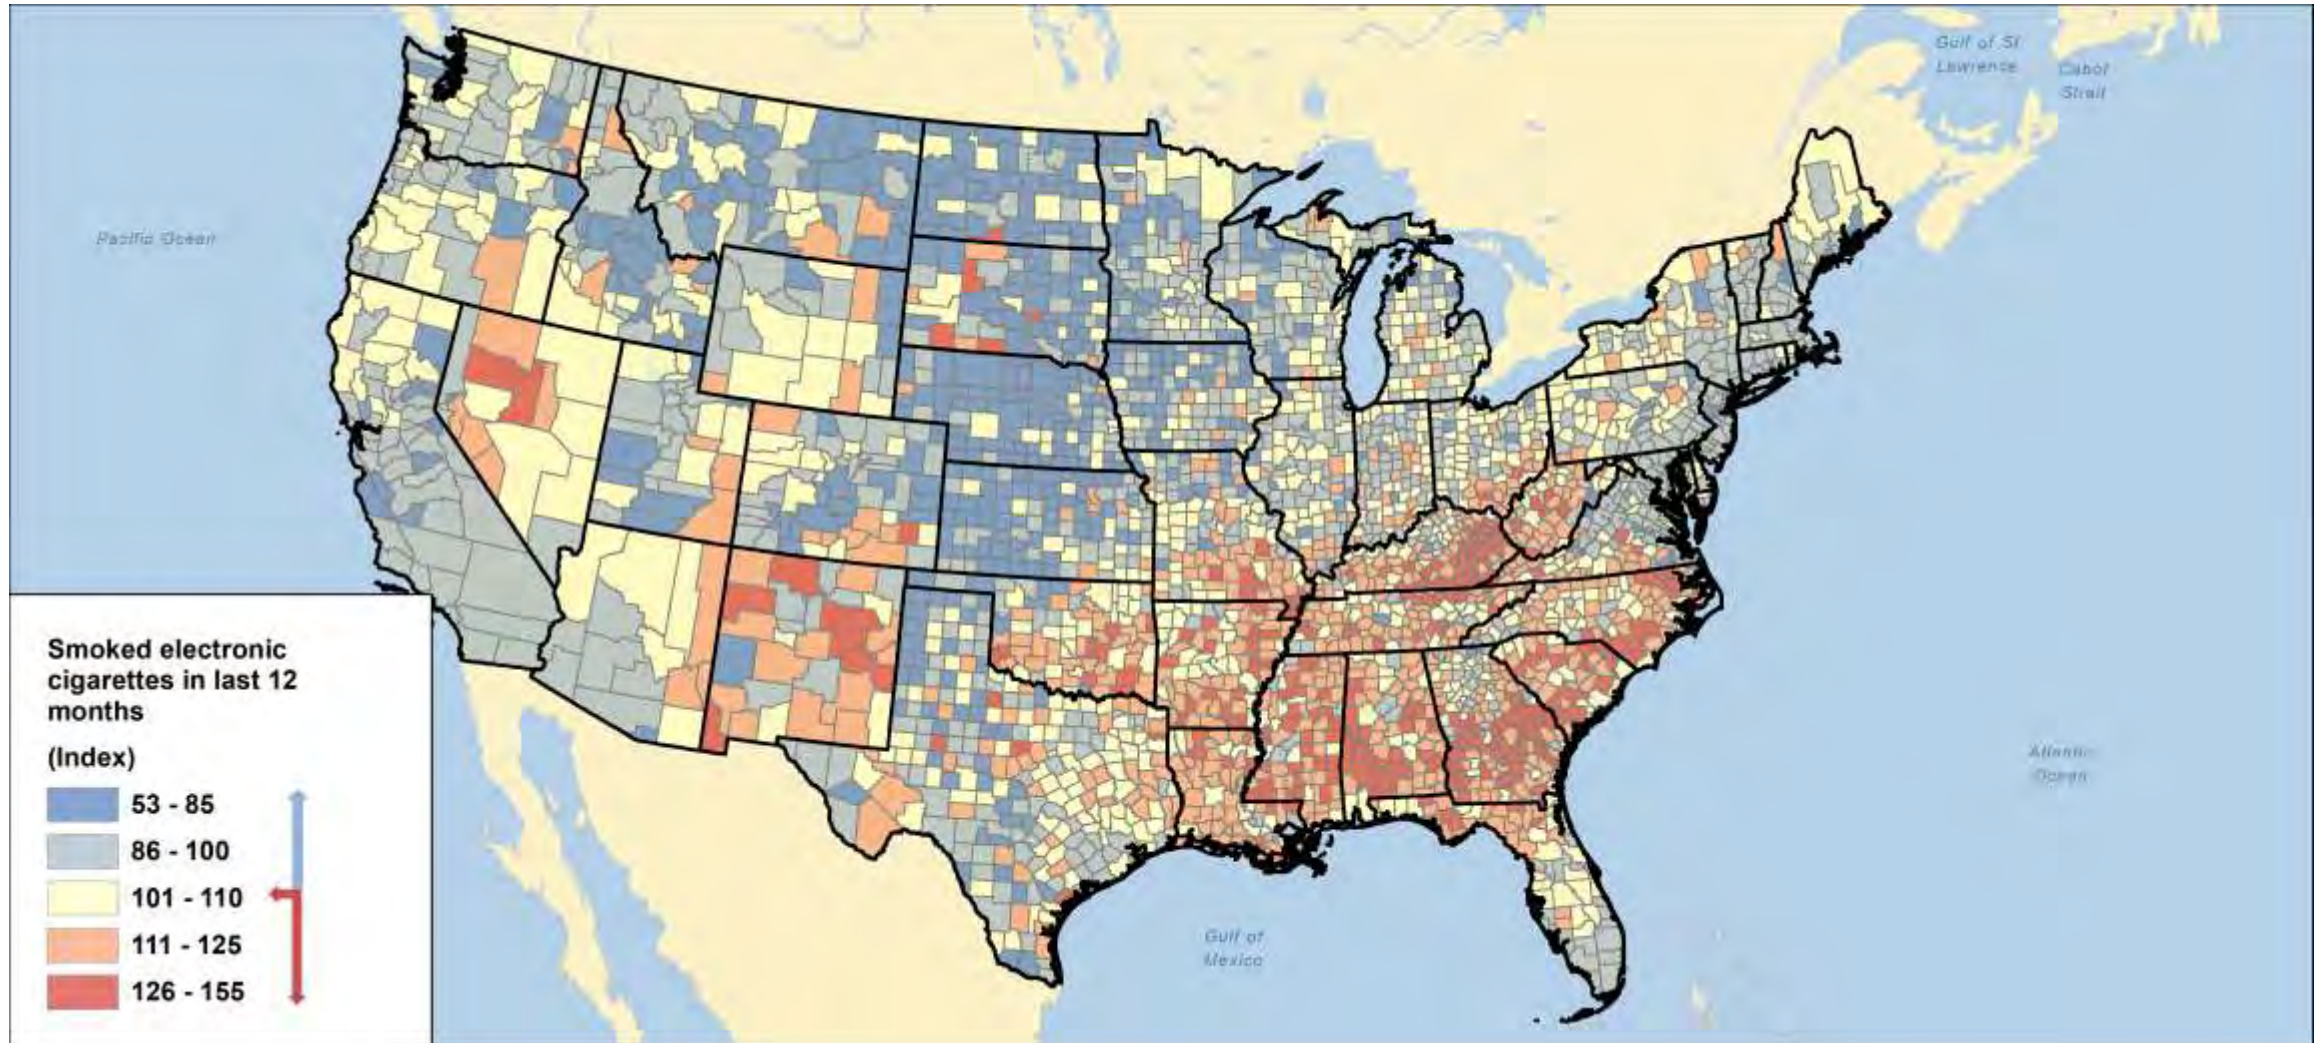 Gulf of St
Lawrence
Cabot
Strait
Pacific Ocean
Smoked electronic
cigarettes in last 12
months
(Index)
53 - 85
86 - 100
101 - 110
111 - 125
126 - 155
Atlantic
Ocean
Gulf of
Mexico